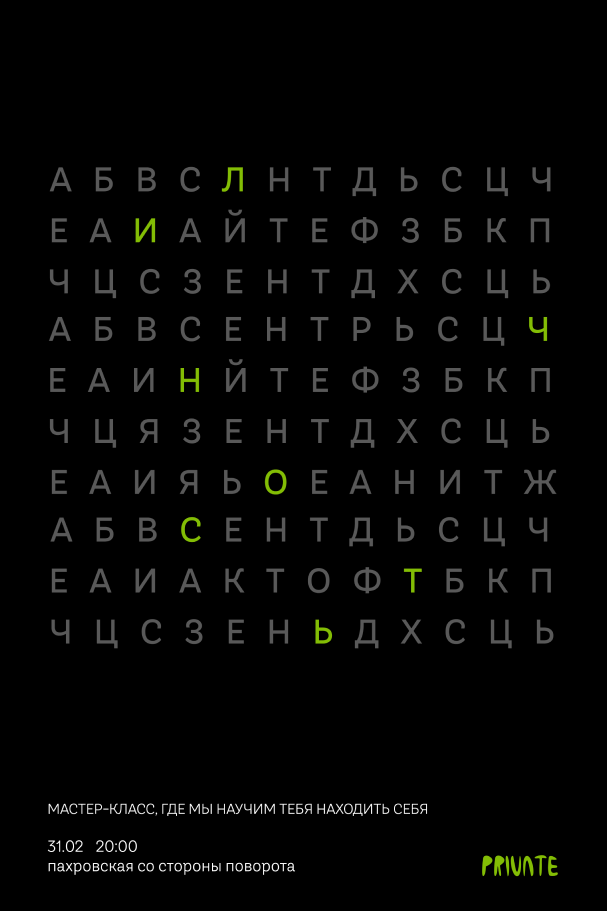 А Б В С Л Н Т Д Ь С Ц Ч
Е А И А Й Т Е Ф З Б К П
Ч Ц С З Е Н Т Д Х С Ц Ь
А Б В С Е Н Т Р Ь С Ц Ч
Е А И Н Й Т Е Ф З Б К П
Ч Ц Я З Е Н Т Д Х С Ц Ь
Е А И Я Ь О Е А Н И Т Ж
А Б В С Е Н Т Д Ь С Ц Ч
Е А И А К Т О Ф Т Б К П
Ч Ц С З Е Н Ь Д Х С Ц Ь
МАСТЕР-КЛАСС, ГДЕ МЫ НАУЧИМ ТЕБЯ НАХОДИТЬ СЕБЯ
31.02 20:00
пахровская со стороны поворота
PRIVATE